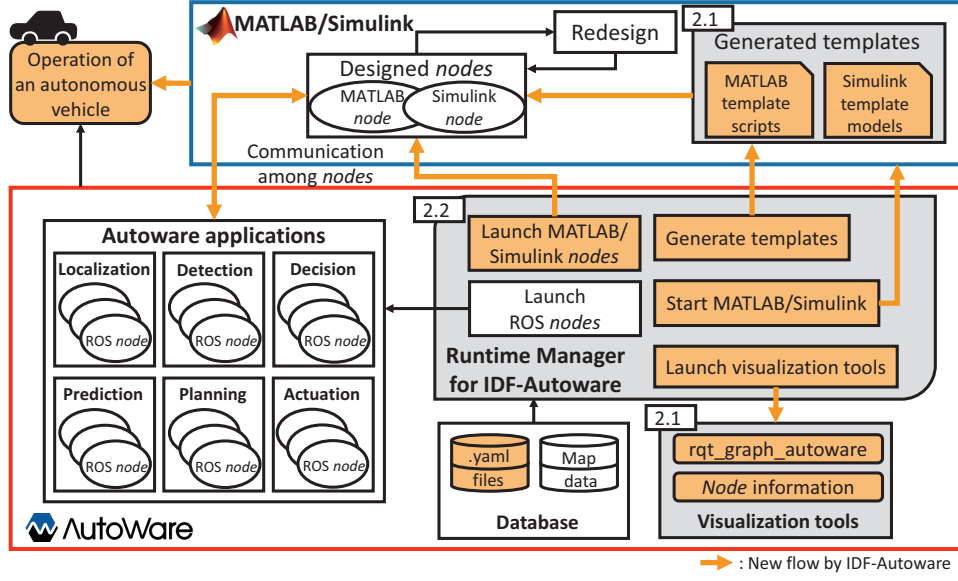 MATLAB/Simulink
Operation of
an autonomous
vehicle
Redesign
2.1
Generated templates
MATLAB
template
scripts
Simulink
template
models
Designed nodes
MATLAB
node
Simulink
node
Communication
among nodes
2.2
Launch MATLAB/
Simulink nodes
Generate templates
Launch
ROS nodes
Start MATLAB/Simulink
Runtime Manager
for IDF-Autoware
Launch visualization tools
Autoware applications
Localization
ROS node
Detection
ROS node
Decision
ROS node
Prediction
ROS node
Planning
ROS node
Actuation
ROS node
.yaml
files
Map
data
Database
2.1
rqt_graph_autoware
Node information
Visualization tools
AutoWare
: New flow by IDF-Autoware